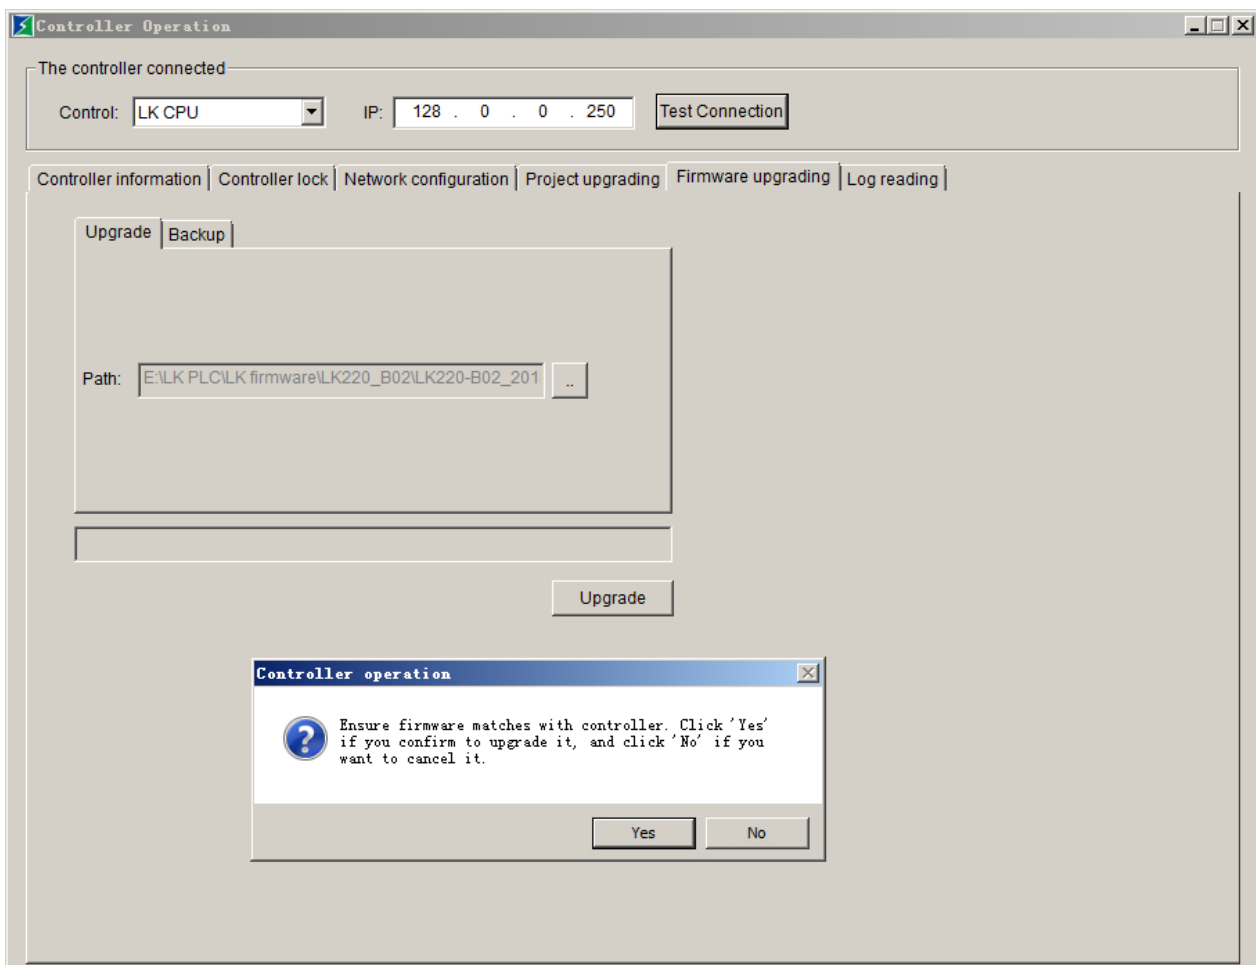 Controller Operation
The controller connected
Control: LK CPU IP: 128 . 0 . 0 . 250 Test Connection
Controller information Controller lock Network configuration Project upgrading Firmware upgrading Log reading
Upgrade Backup
Path: E:\LK PLC\LK firmware\LK220_B02\LK220-B02_201 ..
Upgrade
Controller operation
Ensure firmware matches with controller. Click 'Yes'
if you confirm to upgrade it, and click 'No' if you
want to cancel it.
Yes No